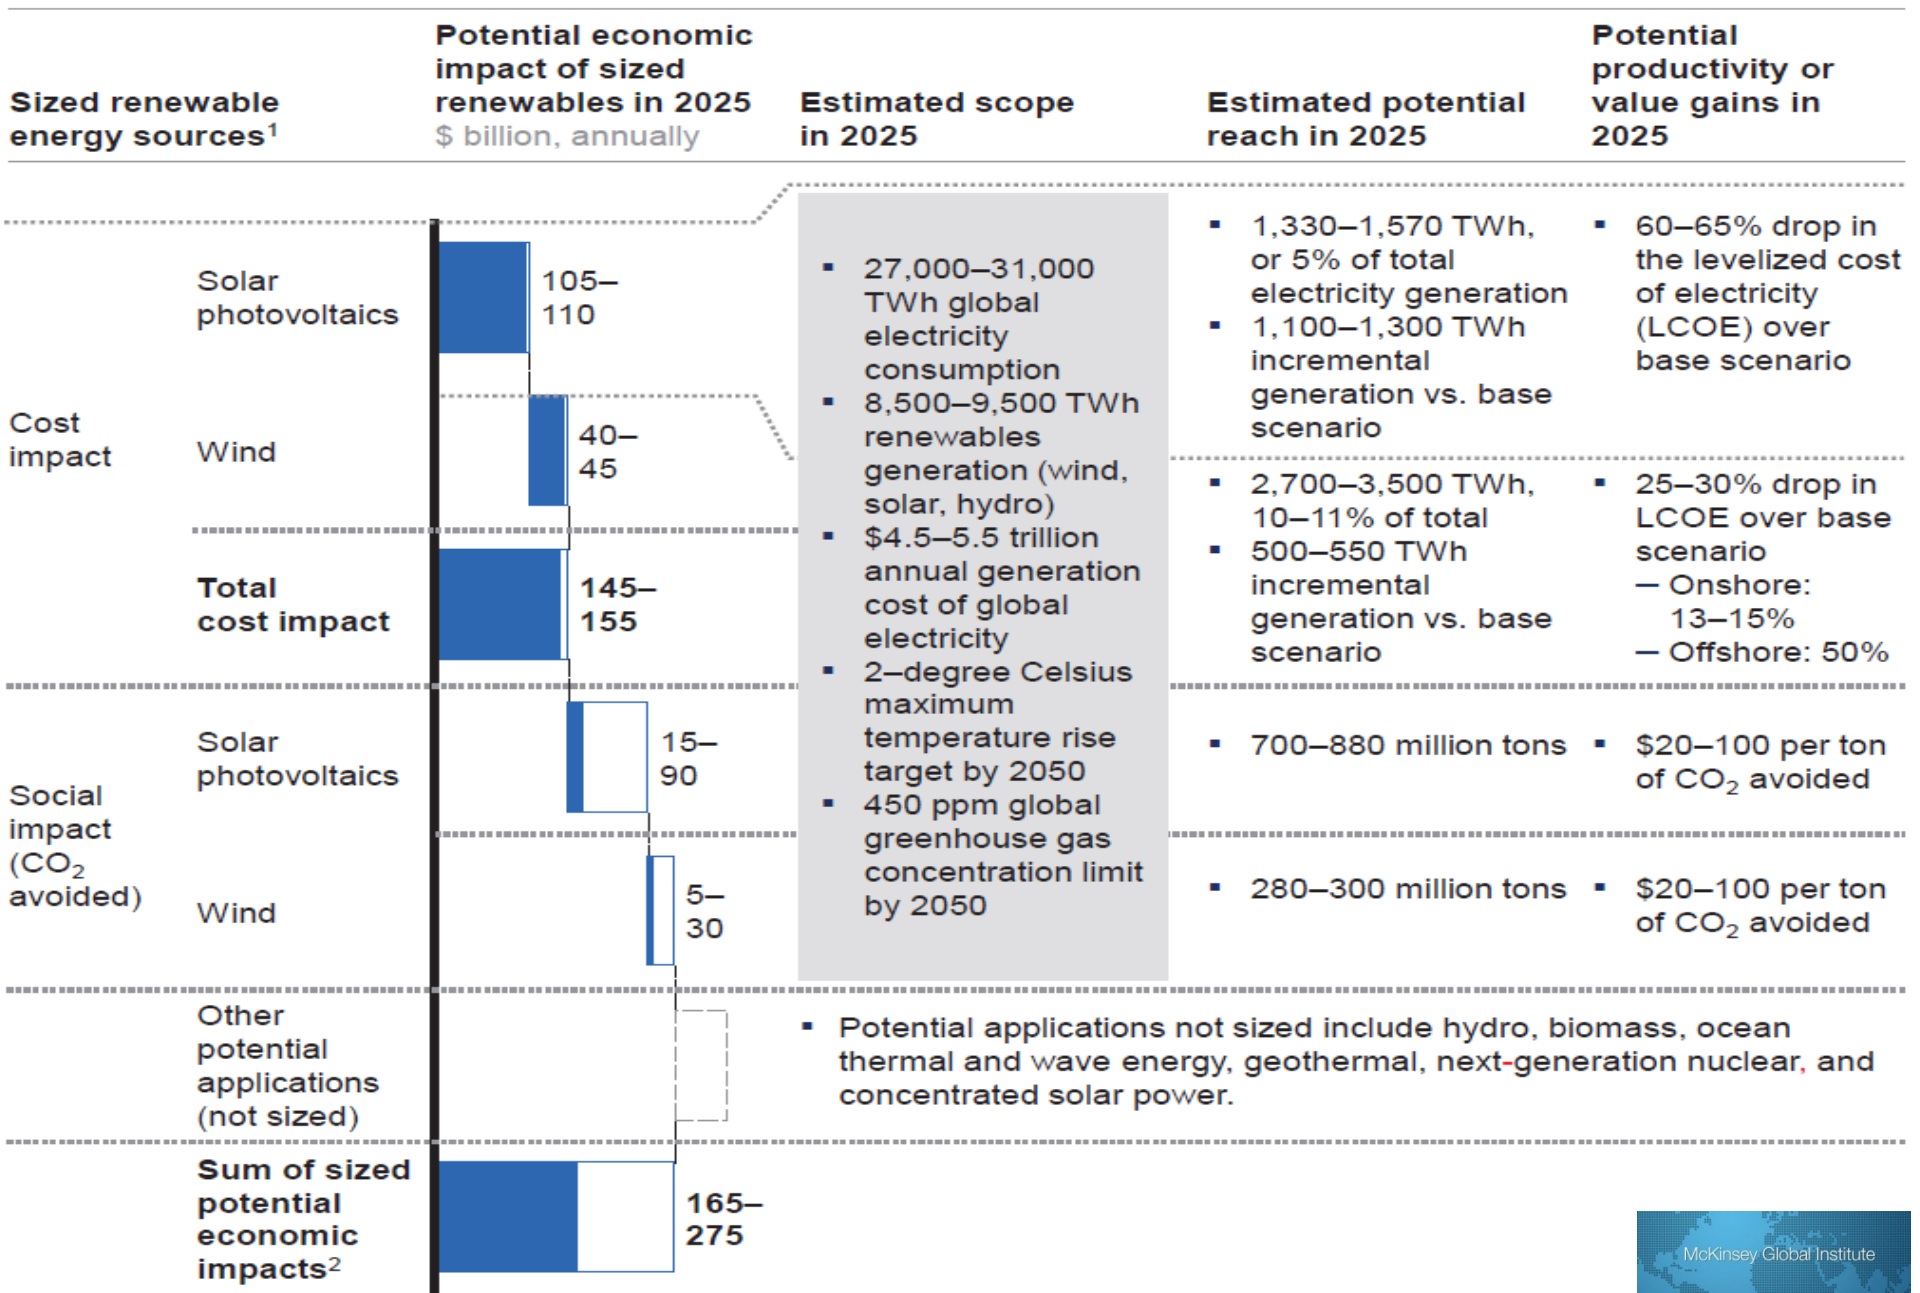 Sized renewable
energy sources¹
Potential economic
impact of sized
renewables in 2025
$ billion, annually
Estimated scope
in 2025
Estimated potential
reach in 2025
Potential
productivity or
value gains in
2025
Cost
impact
Solar
photovoltaics
105–
110
Wind
40–
45
Total
cost impact
145–
155
Social
impact
(CO₂
avoided)
Solar
photovoltaics
15–
90
Wind
5–
30
Other
potential
applications
(not sized)
Sum of sized
potential
economic
impacts²
165–
275
▪ 27,000–31,000
TWh global
electricity
consumption
▪ 8,500–9,500 TWh
renewables
generation (wind,
solar, hydro)
▪ $4.5–5.5 trillion
annual generation
cost of global
electricity
▪ 2–degree Celsius
maximum
temperature rise
target by 2050
▪ 450 ppm global
greenhouse gas
concentration limit
by 2050
▪ 1,330–1,570 TWh,
or 5% of total
electricity generation
▪ 1,100–1,300 TWh
incremental
generation vs. base
scenario
▪ 60–65% drop in
the levelized cost
of electricity
(LCOE) over
base scenario
▪ 2,700–3,500 TWh,
10–11% of total
▪ 500–550 TWh
incremental
generation vs. base
scenario
▪ 25–30% drop in
LCOE over base
scenario
– Onshore:
13–15%
– Offshore: 50%
▪ 700–880 million tons
▪ $20–100 per ton
of CO₂ avoided
▪ 280–300 million tons
▪ $20–100 per ton
of CO₂ avoided
▪ Potential applications not sized include hydro, biomass, ocean
thermal and wave energy, geothermal, next-generation nuclear, and
concentrated solar power.
McKinsey Global Institute